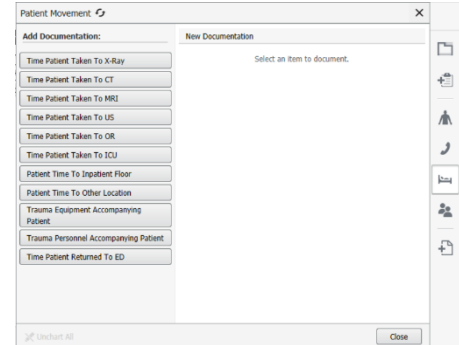 Patient Movement
Add Documentation:
New Documentation
Select an item to document.
Time Patient Taken To X-Ray
Time Patient Taken To CT
Time Patient Taken To MRI
Time Patient Taken To US
Time Patient Taken To OR
Time Patient Taken To ICU
Patient Time To Inpatient Floor
Patient Time To Other Location
Trauma Equipment Accompanying
Patient
Trauma Personnel Accompanying Patient
Time Patient Returned To ED
Unchart All
Close